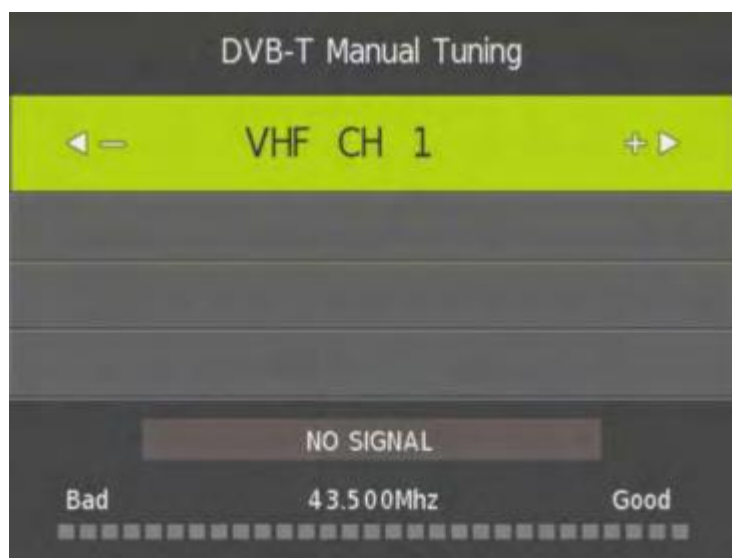 DVB-T Manual Tuning
VHF CH 1
NO SIGNAL
Bad 43.500Mhz Good